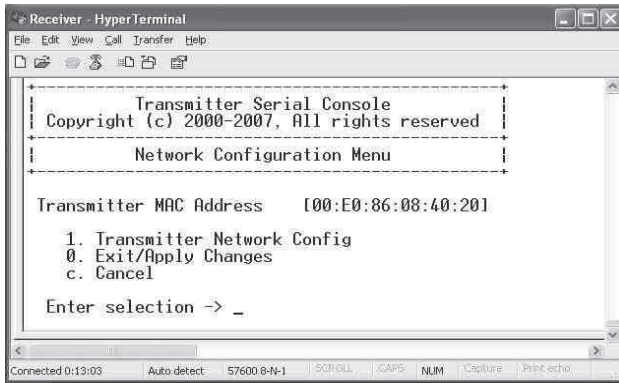 Receiver - HyperTerminal
File Edit View Call Transfer Help
Transmitter Serial Console
Copyright (c) 2000-2007, All rights reserved
Network Configuration Menu
Transmitter MAC Address [00:E0:86:08:40:20]
1. Transmitter Network Config
0. Exit/Apply Changes
c. Cancel
Enter selection -> _
Connected 0:13:03 Auto detect 57600 8-N-1 SCROLL CAPS NUM Capture Print echo